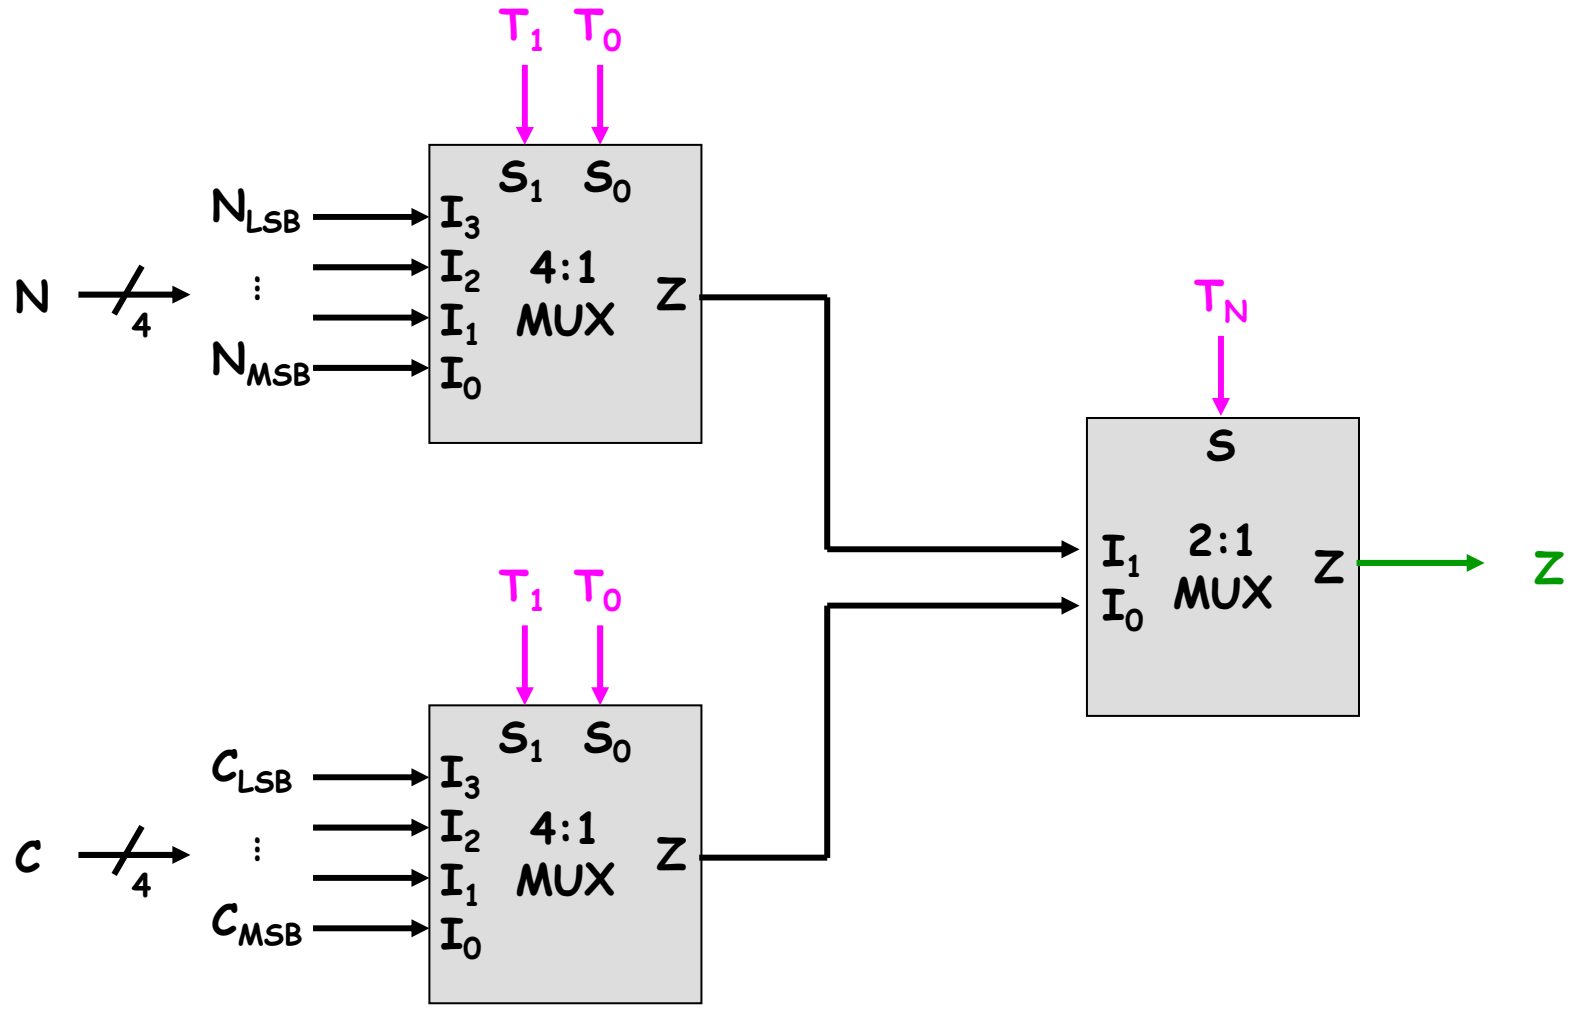 T1 T0
S1 S0
NLSB I3
I2 4:1
N 4 ⋮ Z
I1 MUX
NMSB I0
TN
S
I1 2:1
Z Z
I0 MUX
T1 T0
S1 S0
CLSB I3
I2 4:1
C 4 ⋮ Z
I1 MUX
CMSB I0